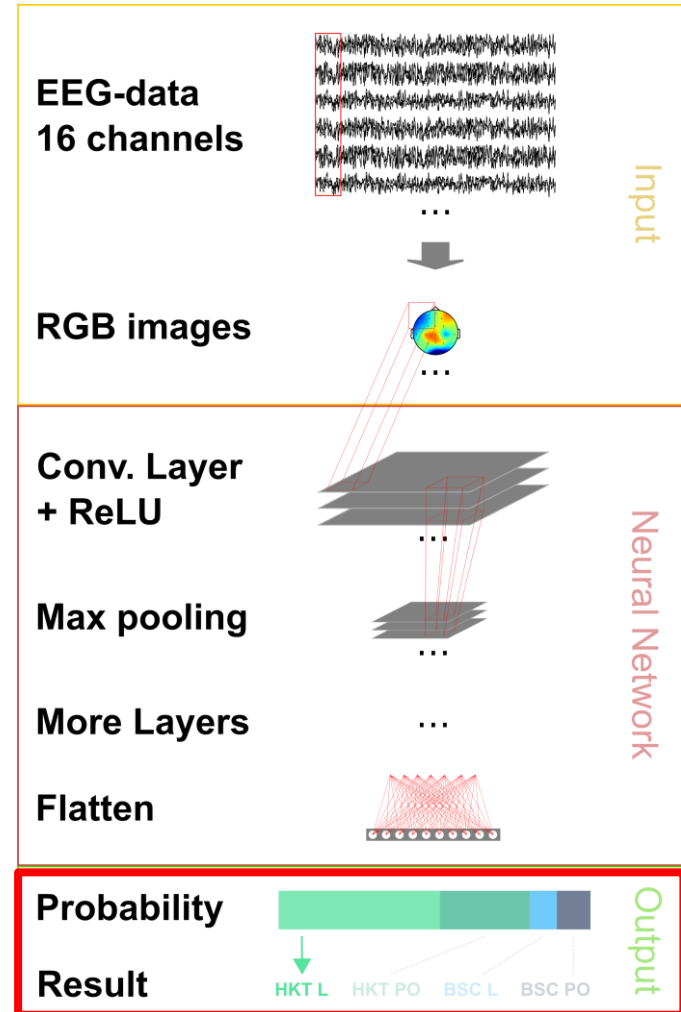 EEG-data
16 channels
...
Input
RGB images
...
Conv. Layer
+ ReLU
...
Neural Network
Max pooling
...
More Layers
...
Flatten
Probability
Output
Result
HKT L HKT PO BSC L BSC PO